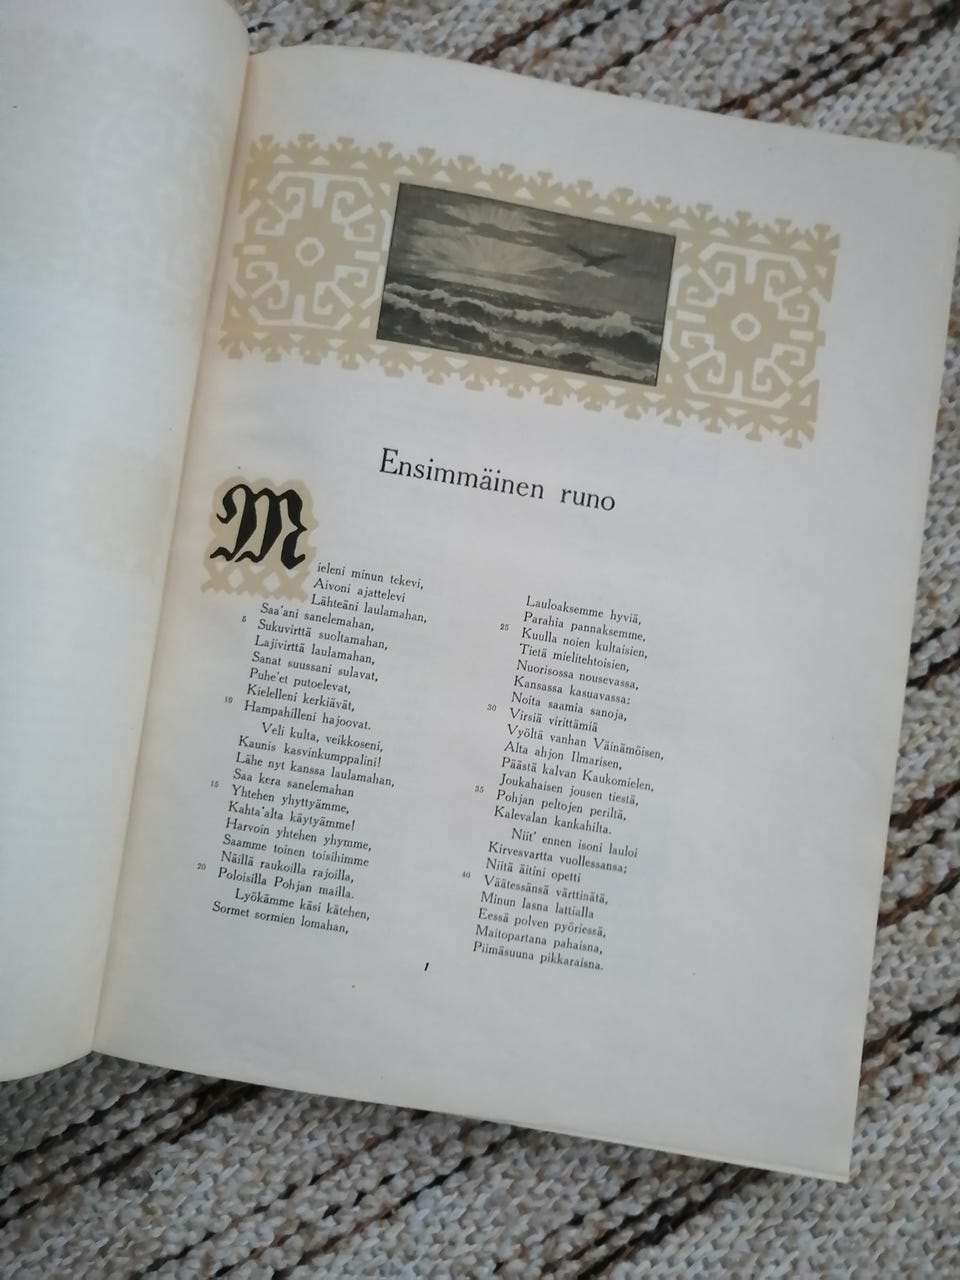 Ensimmäinen runo
Mieleni minun tekevi,
Aivoni ajattelevi
Lähteäni laulamahan,
Saa'ani sanelemahan,
5 Sukuvirttä suoltamahan,
Lajivirttä laulamahan,
Sanat suussani sulavat,
Puhe'et putoelevat,
Kielelleni kerkiävät,
10 Hampahilleni hajoovat.
Veli kulta, veikkoseni,
Kaunis kasvinkumppalini!
Lähe nyt kanssa laulamahan,
Saa kera sanelemahan
15 Yhtehen yhyttyämme,
Kahta'alta käytyämme!
Harvoin yhtehen yhymme,
Saamme toinen toisihimme
Näillä raukoilla rajoilla,
20 Poloisilla Pohjan mailla.
Lyökämme käsi kätehen,
Sormet sormien lomahan,
Lauloaksemme hyviä,
Parahia pannaksemme,
25 Kuulla noien kultaisien,
Tietä mielitehtoisien,
Nuorisossa nousevassa,
Kansassa kasuavassa:
Noita saamia sanoja,
30 Virsiä virittämiä
Vyöltä vanhan Väinämöisen,
Alta ahjon Ilmarisen,
Päästä kalvan Kaukomielen,
Joukahaisen jousen tiestä,
35 Pohjan peltojen periltä,
Kalevalan kankahilta.
Niit' ennen isoni lauloi
Kirvesvartta vuollessansa;
Niitä äitini opetti
40 Väätessänsä värttinätä,
Minun lasna lattialla
Eessä polven pyöriessä,
Maitopartana pahaisna,
Piimäsuuna pikkaraisna.
1